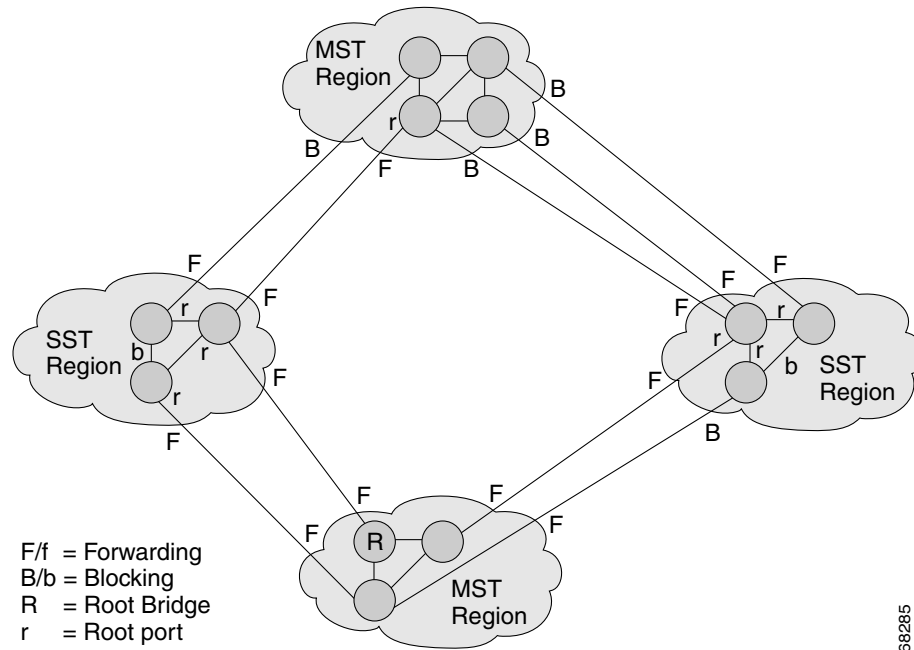 MST
Region
B
r
B
B
F
B
F
F
F
F
F
SST
Region
r
b
r
r
r
r
r
b
SST
Region
F
F
F
B
F
F
F
F
R
MST
Region
F/f = Forwarding
B/b = Blocking
R = Root Bridge
r = Root port
68285